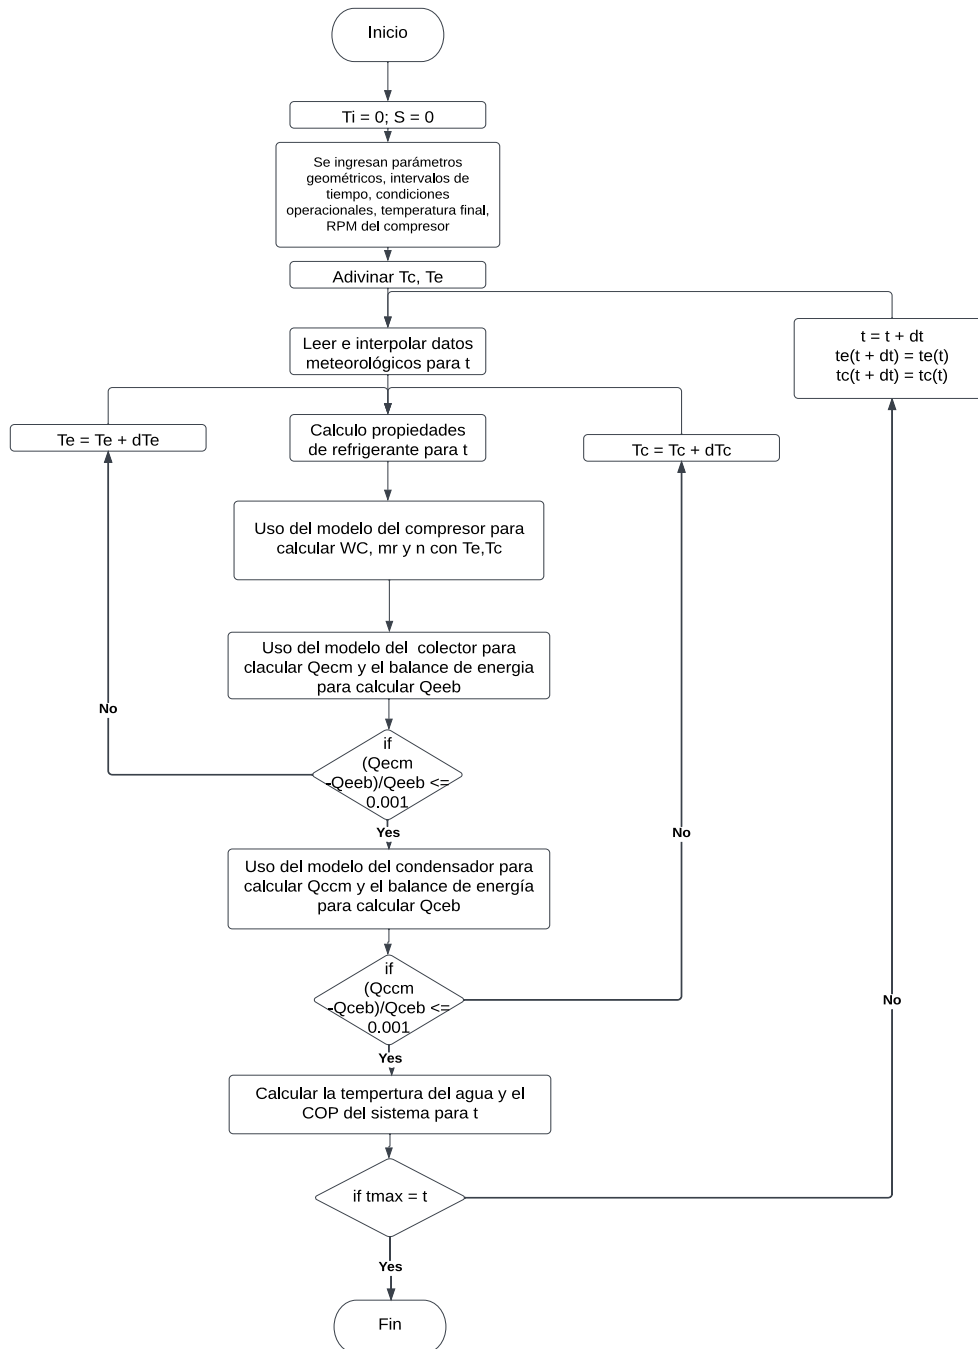 Inicio
Ti = 0; S = 0
Se ingresan parámetros
geométricos, intervalos de
tiempo, condiciones
operacionales, temperatura final,
RPM del compresor
Adivinar Tc, Te
Leer e interpolar datos
meteorológicos para t
t = t + dt
te(t + dt) = te(t)
tc(t + dt) = tc(t)
Te = Te + dTe
Calculo propiedades
de refrigerante para t
Tc = Tc + dTc
Uso del modelo del compresor para
calcular WC, mr y n con Te,Tc
Uso del modelo del colector para
clacular Qecm y el balance de energia
para calcular Qeeb
No
if
(Qecm
-Qeeb)/Qeeb <=
0.001
Yes
No
Uso del modelo del condensador para
calcular Qccm y el balance de energía
para calcular Qceb
if
(Qccm
-Qceb)/Qceb <=
0.001
No
Yes
Calcular la tempertura del agua y el
COP del sistema para t
if tmax = t
Yes
Fin